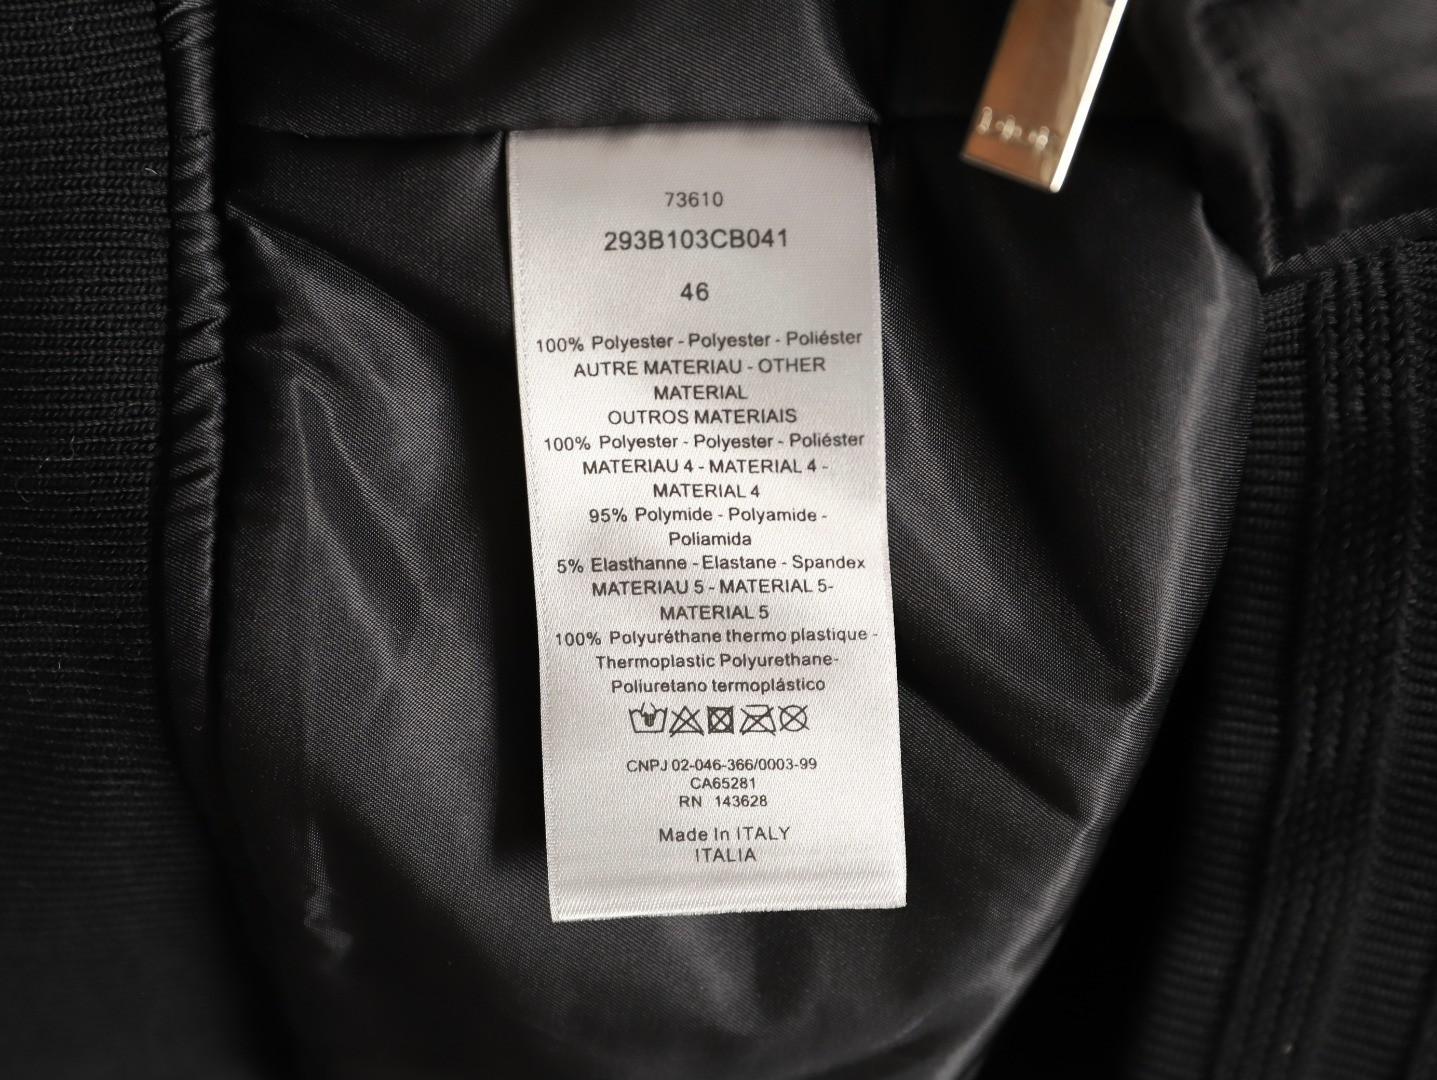 73610
293B103CB041
46
100% Polyester - Polyester - Poliéster
AUTRE MATERIAU - OTHER
MATERIAL
OUTROS MATERIAIS
100% Polyester - Polyester - Poliéster
MATERIAU 4 - MATERIAL 4 -
MATERIAL 4
95% Polymide - Polyamide -
Poliamida
5% Elasthanne - Elastane - Spandex
MATERIAU 5 - MATERIAL 5-
MATERIAL 5
100% Polyuréthane thermo plastique -
Thermoplastic Polyurethane-
Poliuretano termoplástico
CNPJ 02-046-366/0003-99
CA65281
RN 143628
Made In ITALY
ITALIA